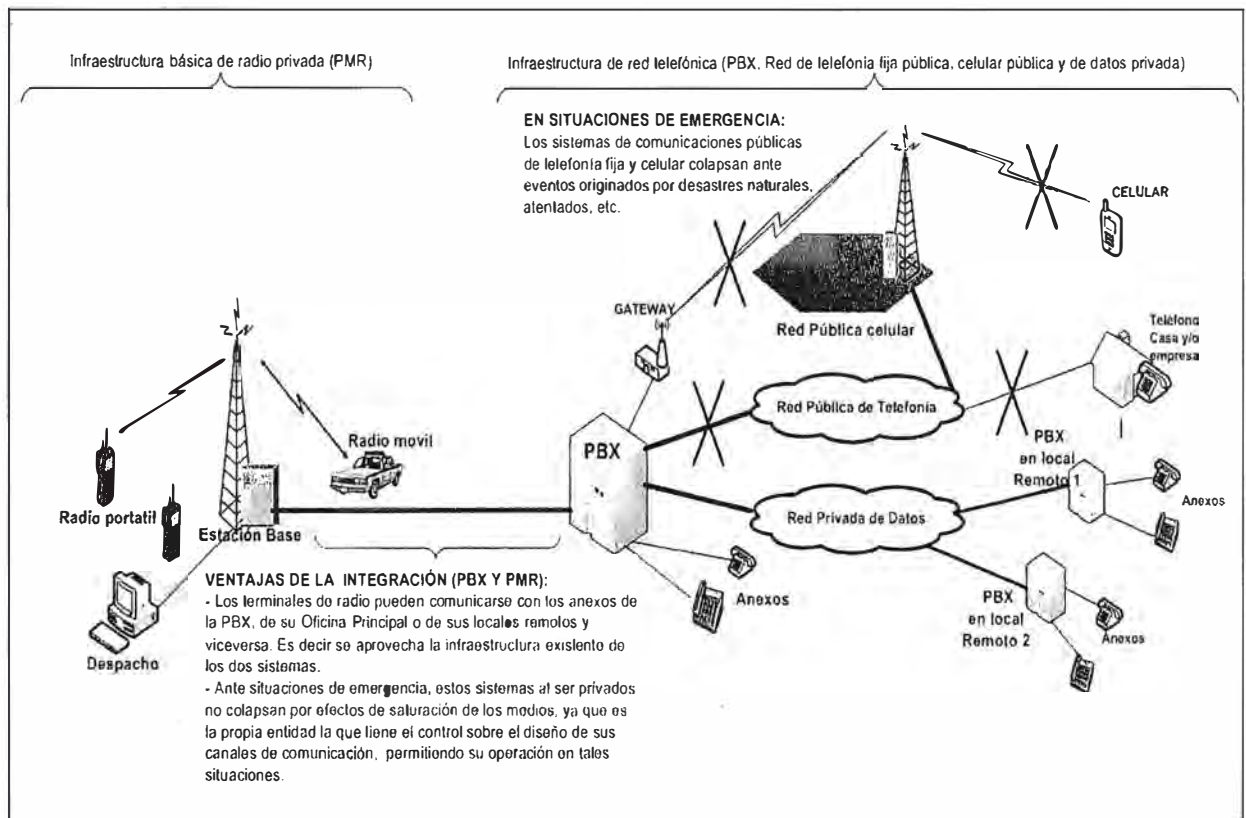 Infraestructura básica de radio privada (PMR)
Infraestructura de red telefónica (PBX, Red de telefonía fija pública, celular pública y de datos privada)
EN SITUACIONES DE EMERGENCIA:
Los sistemas de comunicaciones públicas
de telefonía fija y celular colapsan ante
eventos originados por desastres naturales,
atentados, etc.
CELULAR
GATEWAY
Red Pública celular
Teléfono
Casa y/o
empresa
Red Pública de Telefonía
Radio movil
PBX
PBX
en local
Remoto 1
Anexos
Radio portatil
Estación Base
Red Privada de Datos
VENTAJAS DE LA INTEGRACIÓN (PBX Y PMR):
- Los terminales de radio pueden comunicarse con los anexos de
la PBX, de su Oficina Principal o de sus locales remotos y
viceversa. Es decir se aprovecha la infraestructura existente de
los dos sistemas.
- Ante situaciones de emergencia, estos sistemas al ser privados
no colapsan por efectos de saturación de los medios, ya que es
la propia entidad la que tiene el control sobre el diseño de sus
canales de comunicación, permitiendo su operación en tales
situaciones.
Anexos
PBX
en local
Remoto 2
Anexos
Despacho